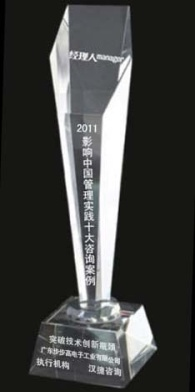 经理人manager
2011
影响中国管理实践十大咨询案例
突破技术创新瓶颈
广东步步高电子工业有限公司
执行机构 汉捷咨询